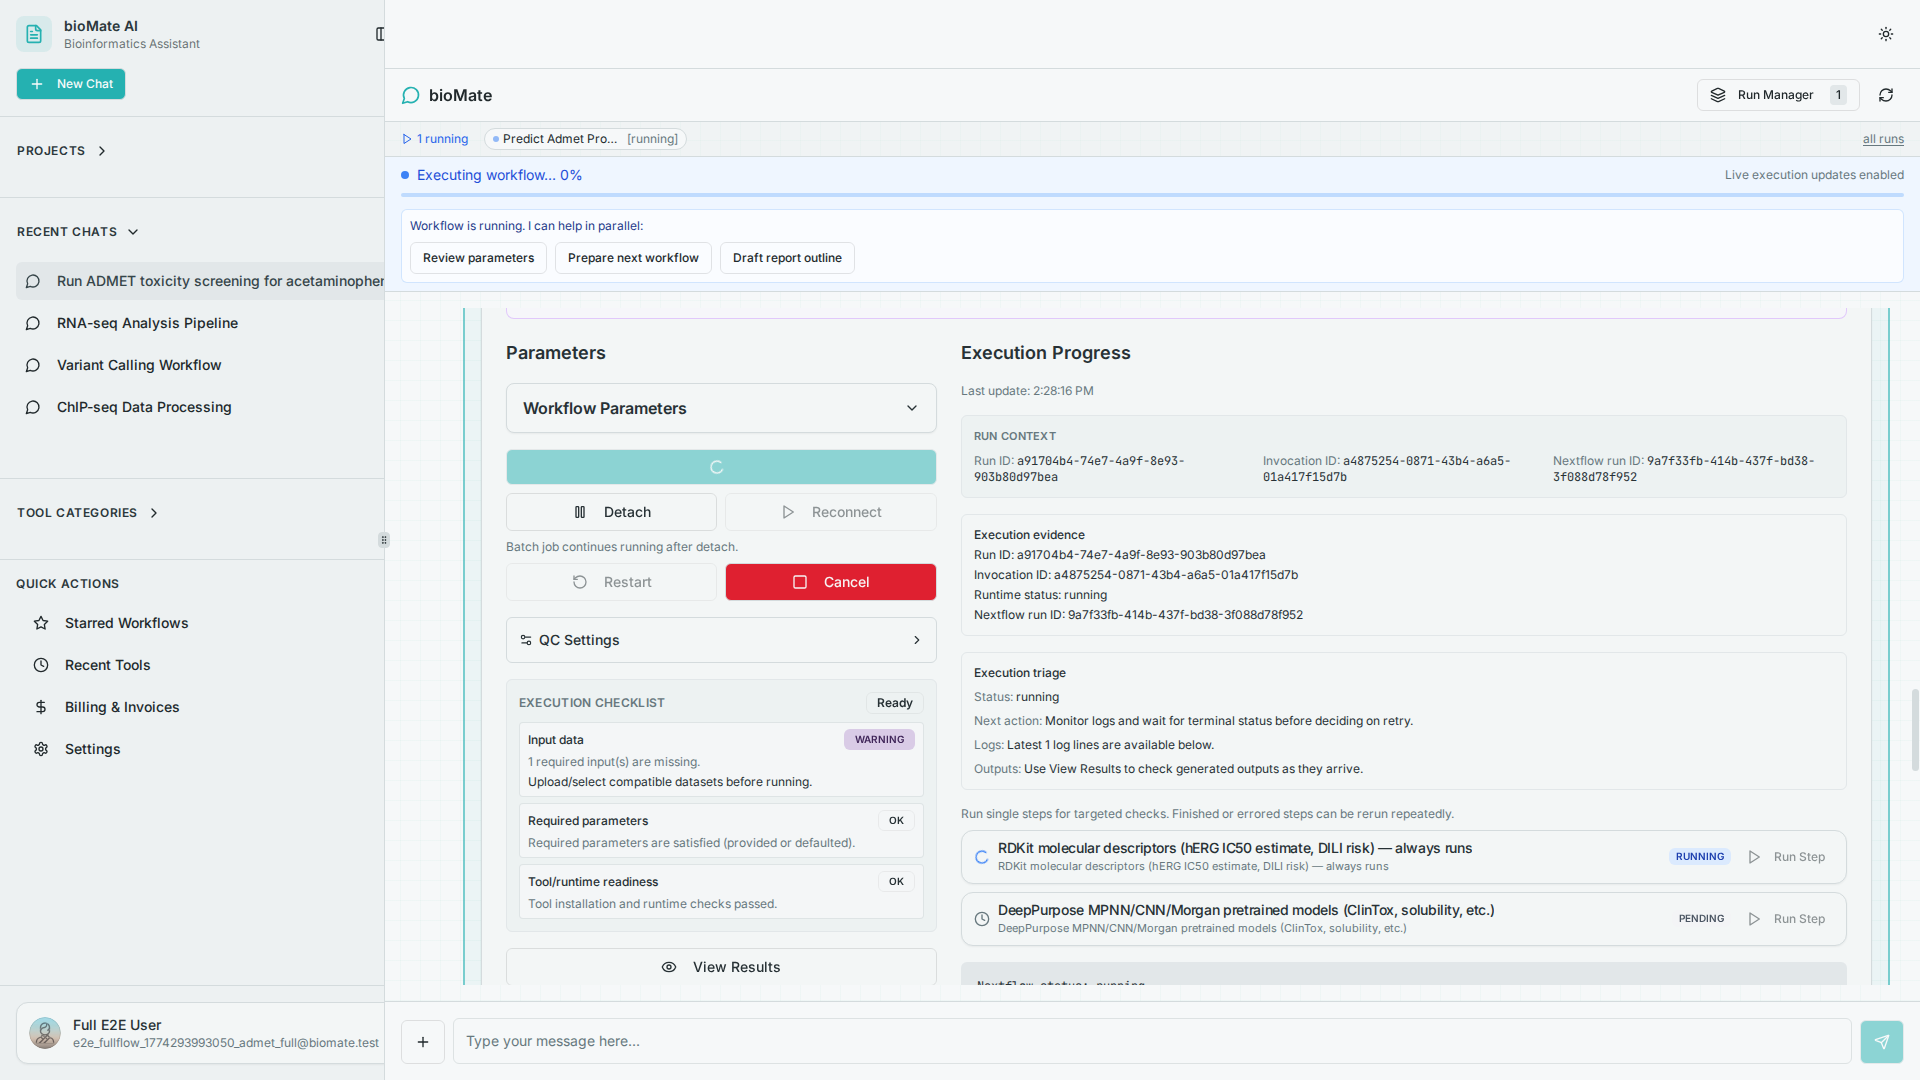 bioMate AI
Bioinformatics Assistant
New Chat
PROJECTS
RECENT CHATS
Run ADMET toxicity screening for acetaminophen
RNA-seq Analysis Pipeline
Variant Calling Workflow
ChIP-seq Data Processing
TOOL CATEGORIES
QUICK ACTIONS
Starred Workflows
Recent Tools
Billing & Invoices
Settings
Full E2E User
e2e_fullflow_1774293993050_admet_full@biomate.test
bioMate
Run Manager 1
1 running
Predict Admet Pro... [running]
all runs
Executing workflow... 0%
Live execution updates enabled
Workflow is running. I can help in parallel:
Review parameters
Prepare next workflow
Draft report outline
Parameters
Workflow Parameters
Detach
Reconnect
Batch job continues running after detach.
Restart
Cancel
QC Settings
EXECUTION CHECKLIST
Ready
Input data
WARNING
1 required input(s) are missing.
Upload/select compatible datasets before running.
Required parameters
OK
Required parameters are satisfied (provided or defaulted).
Tool/runtime readiness
OK
Tool installation and runtime checks passed.
View Results
Execution Progress
Last update: 2:28:16 PM
RUN CONTEXT
Run ID: a91704b4-74e7-4a9f-8e93-
903b80d97bea
Invocation ID: a4875254-0871-43b4-a6a5-
01a417f15d7b
Nextflow run ID: 9a7f33fb-414b-437f-bd38-
3f088d78f952
Execution evidence
Run ID: a91704b4-74e7-4a9f-8e93-903b80d97bea
Invocation ID: a4875254-0871-43b4-a6a5-01a417f15d7b
Runtime status: running
Nextflow run ID: 9a7f33fb-414b-437f-bd38-3f088d78f952
Execution triage
Status: running
Next action: Monitor logs and wait for terminal status before deciding on retry.
Logs: Latest 1 log lines are available below.
Outputs: Use View Results to check generated outputs as they arrive.
Run single steps for targeted checks. Finished or errored steps can be rerun repeatedly.
RDKit molecular descriptors (hERG IC50 estimate, DILI risk) — always runs
RDKit molecular descriptors (hERG IC50 estimate, DILI risk) — always runs
RUNNING
Run Step
DeepPurpose MPNN/CNN/Morgan pretrained models (ClinTox, solubility, etc.)
DeepPurpose MPNN/CNN/Morgan pretrained models (ClinTox, solubility, etc.)
PENDING
Run Step
Nextflow status: running
Type your message here...